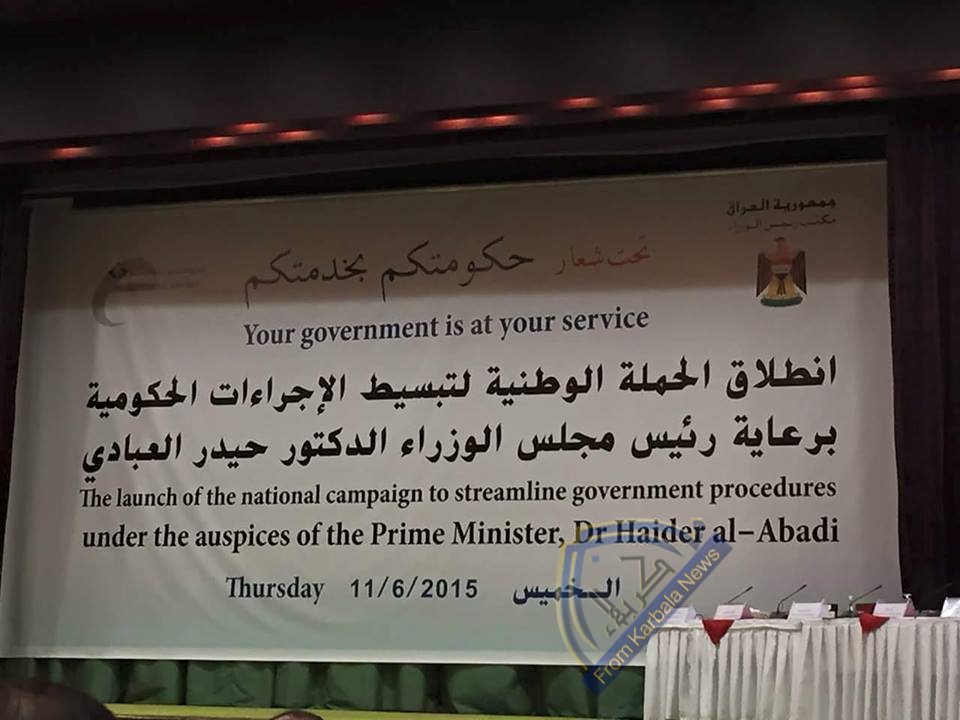 جمهورية العراق
مكتب رئيس الوزراء
تحت شعار حكومتكم بخدمتكم
Your government is at your service
انطلاق الحملة الوطنية لتبسيط الإجراءات الحكومية
برعاية رئيس مجلس الوزراء الدكتور حيدر العبادي
The launch of the national campaign to streamline government procedures
under the auspices of the Prime Minister, Dr Haider al-Abadi
Thursday 11/6/2015 الخميس
From Karbala News